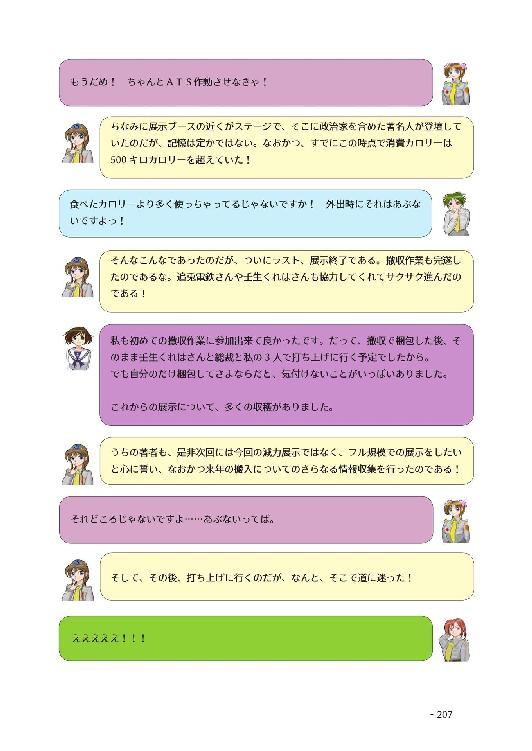 もうだめ！　ちゃんとＡＴＳ作動させなきゃ！
ちなみに展示ブースの近くがステージで、そこに政治家を含めた著名人が登壇して
いたのだが、記憶は定かではない。なおかつ、すでにこの時点で消費カロリーは
500 キロカロリーを超えていた！
食べたカロリーより多く使っちゃってるじゃないですか！　外出時にそれはあぶな
いですよっ！
そんなこんなであったのだが、ついにラスト、展示終了である。撤収作業も完遂し
たのであるな。追兎電鉄さんや壬生くれはさんも協力してくれてサクサク進んだの
である！
私も初めての撤収作業に参加出来て良かったです。だって、撤収で梱包した後、そ
のまま壬生くれはさんと総裁と私の 3 人で打ち上げに行く予定でしたから。
でも自分のだけ梱包してさよならだと、気付けないことがいっぱいありました。
これからの展示について、多くの収穫がありました。
うちの著者も、是非次回には今回の減力展示ではなく、フル規模での展示をしたい
と心に誓い、なおかつ来年の搬入についてのさらなる情報収集を行ったのである！
それどころじゃないですよ……あぶないってば。
そして、その後、打ち上げに行くのだが、なんと、そこで道に迷った！
えええええ！！！
- 207